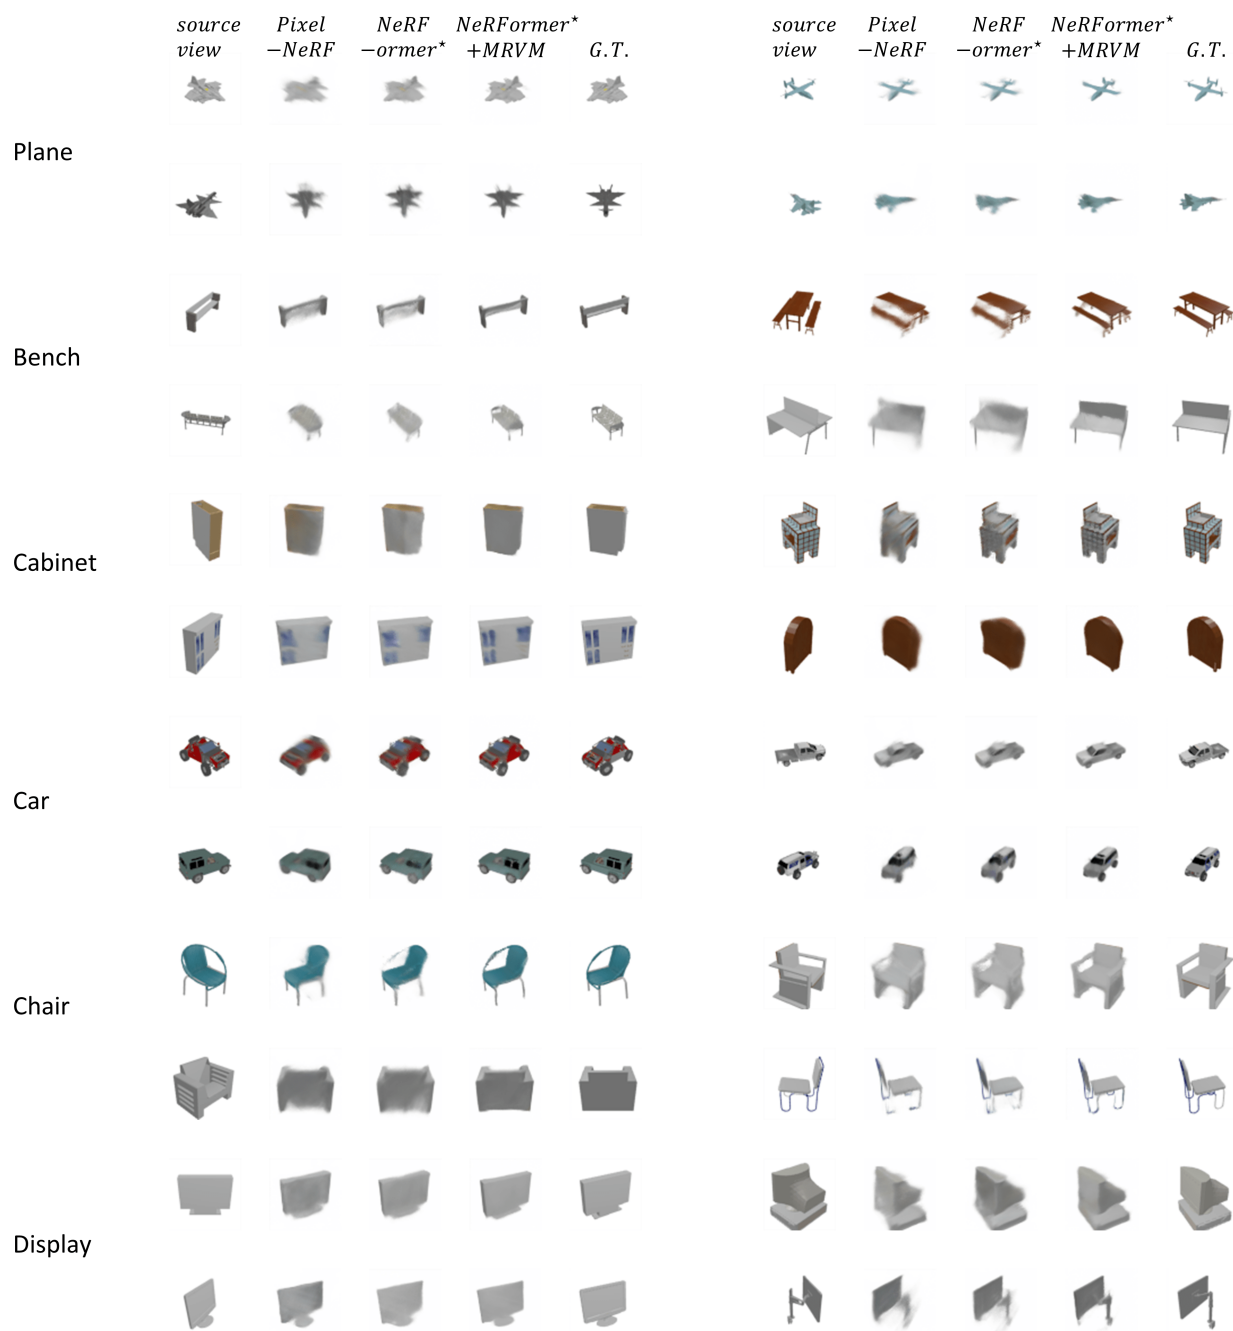 source view Pixel −NeRF NeRF −ormer* NeRFormer* +MRVM G.T. source view Pixel −NeRF NeRF −ormer* NeRFormer* +MRVM G.T.
Plane
Bench
Cabinet
Car
Chair
Display